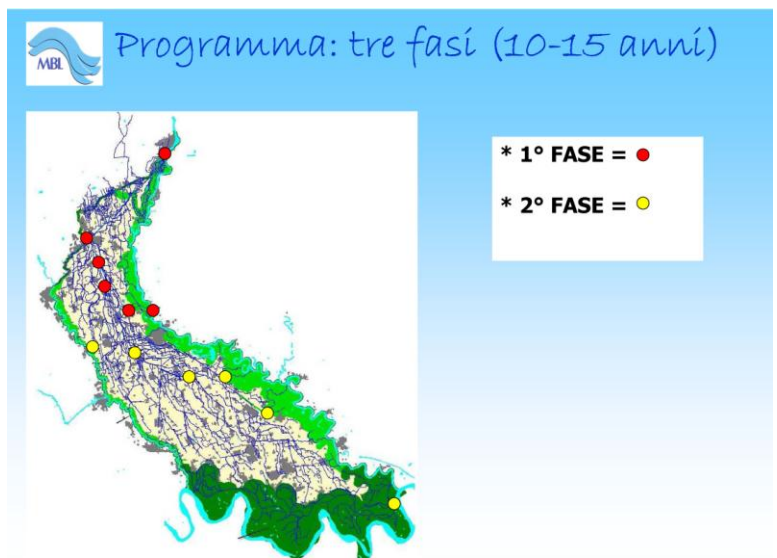 MBL
Programma: tre fasi (10-15 anni)
* 1° FASE =
* 2° FASE =